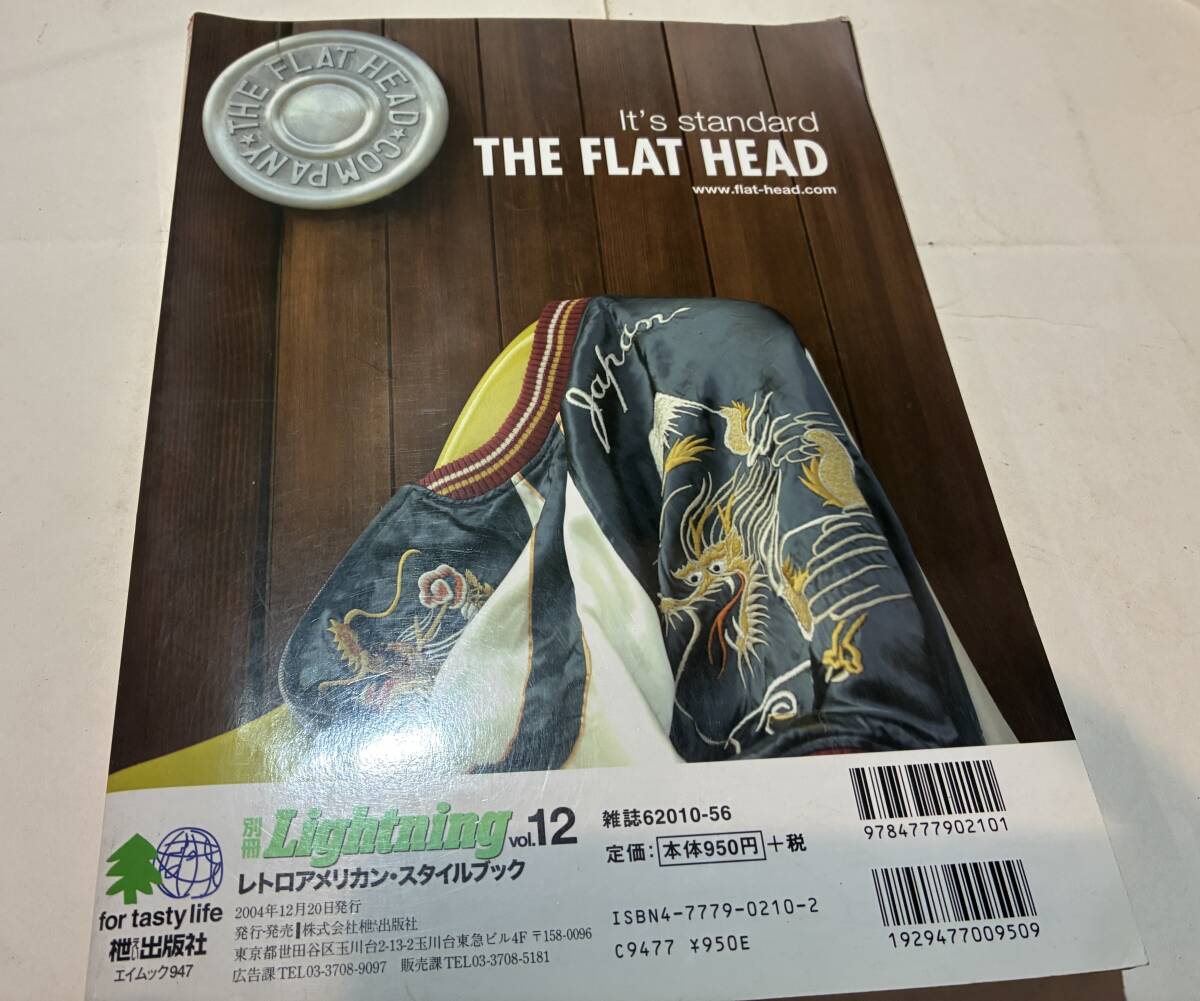 THE FLAT HEAD ★ COMPANY ★
It's standard
THE FLAT HEAD
www.flat-head.com
Japan
別冊 Lightning vol.12
レトロアメリカン・スタイルブック
2004年12月20日発行
発行・発売 株式会社枻出版社
東京都世田谷区玉川台2-13-2玉川台東急ビル4F 〒158-0096
広告課TEL03-3708-9097 販売課TEL03-3708-5181
for tasty life
枻出版社
エイムック947
雑誌62010-56
定価:本体950円+税
ISBN4-7779-0210-2
C9477 ¥950E
9784777902101
1929477009509